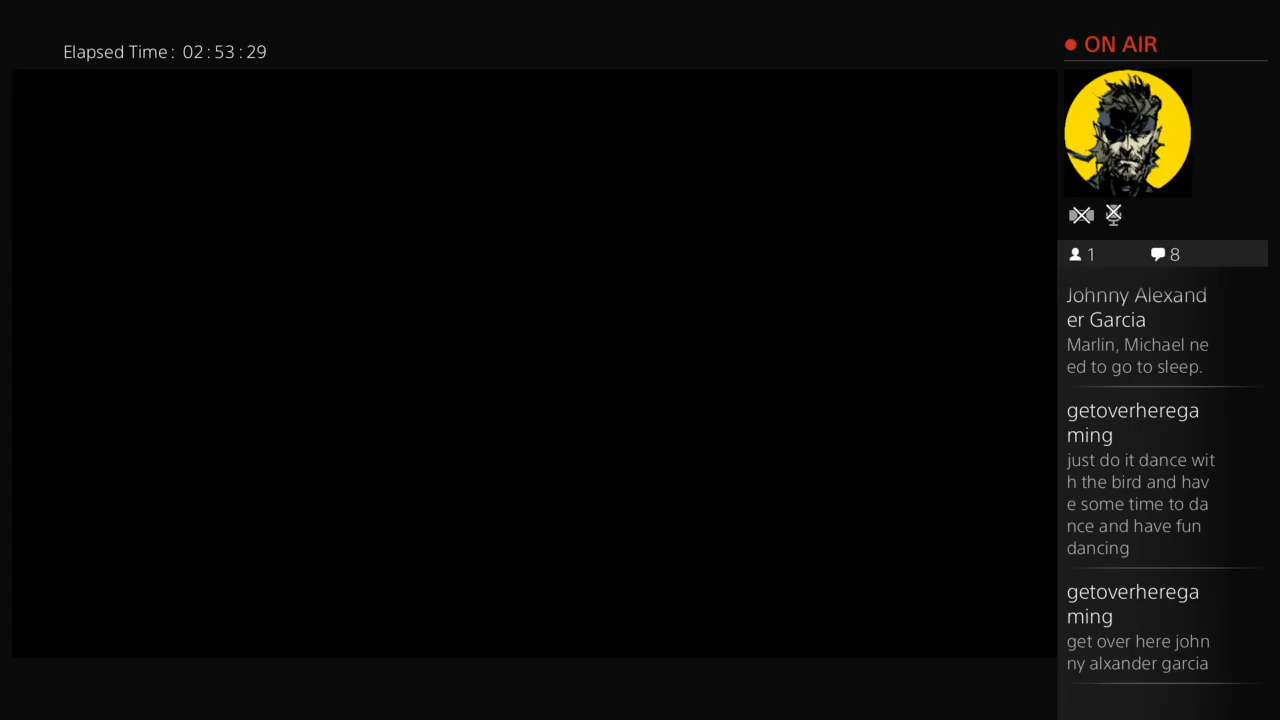 Elapsed Time: 02:53:29
ON AIR
1 8
Johnny Alexand
er Garcia
Marlin, Michael ne
ed to go to sleep.
getoverherega
ming
just do it dance wit
h the bird and hav
e some time to da
nce and have fun
dancing
getoverherega
ming
get over here john
ny alxander garcia